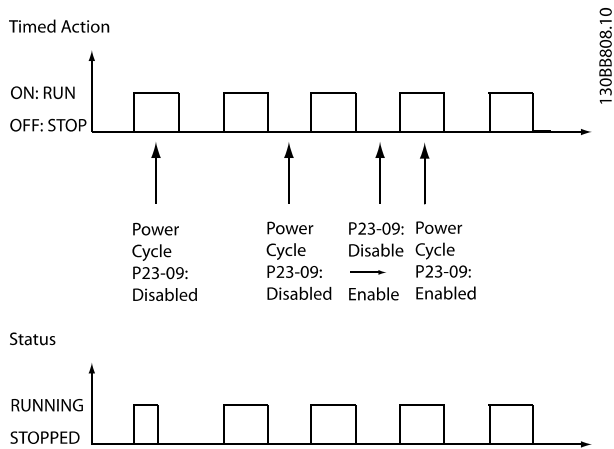 Timed Action
130BB808.10
ON: RUN
OFF: STOP
Power
Cycle
P23-09:
Disabled
Power
Cycle
P23-09:
Disabled
P23-09:
Disable
Enable
Power
Cycle
P23-09:
Enabled
Status
RUNNING
STOPPED